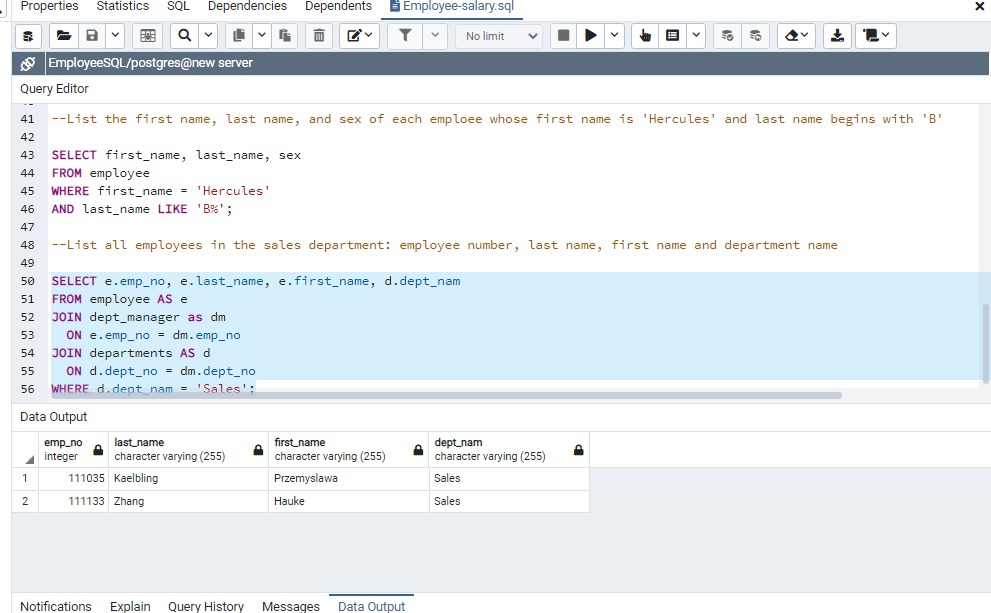 Properties Statistics SQL Dependencies Dependents Employee-salary.sql
No limit
EmployeeSQL/postgres@new server
Query Editor
41 --List the first name, last name, and sex of each emploee whose first name is 'Hercules' and last name begins with 'B'
42
43 SELECT first_name, last_name, sex
44 FROM employee
45 WHERE first_name = 'Hercules'
46 AND last_name LIKE 'B%';
47
48 --List all employees in the sales department: employee number, last name, first name and department name
49
50 SELECT e.emp_no, e.last_name, e.first_name, d.dept_nam
51 FROM employee AS e
52 JOIN dept_manager as dm
53 ON e.emp_no = dm.emp_no
54 JOIN departments AS d
55 ON d.dept_no = dm.dept_no
56 WHERE d.dept_nam = 'Sales';
Data Output
emp_no last_name first_name dept_nam
integer character varying (255) character varying (255) character varying (255)
1 111035 Kaelbling Przemyslawa Sales
2 111133 Zhang Hauke Sales
Notifications Explain Query History Messages Data Output